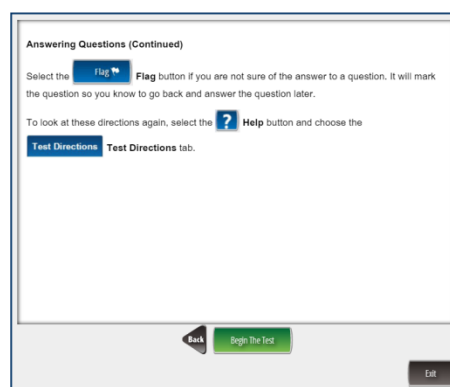 Answering Questions (Continued)
Select the Flag Flag button if you are not sure of the answer to a question. It will mark
the question so you know to go back and answer the question later.
To look at these directions again, select the ? Help button and choose the
Test Directions Test Directions tab.
Back Begin The Test
Exit